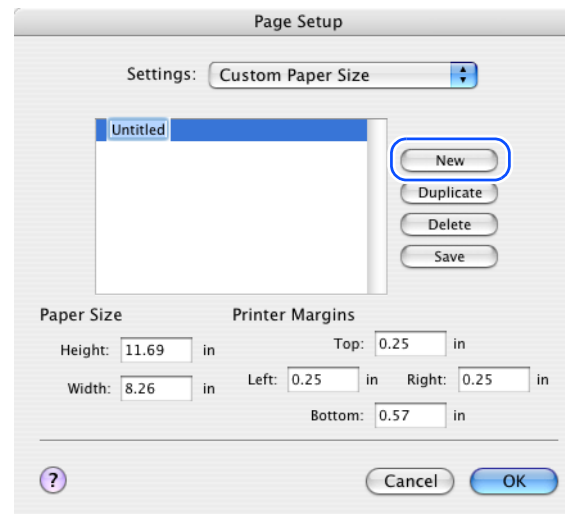 Page Setup
Settings: Custom Paper Size
Untitled
New
Duplicate
Delete
Save
Paper Size
Height: 11.69 in
Width: 8.26 in
Printer Margins
Top: 0.25 in
Left: 0.25 in Right: 0.25 in
Bottom: 0.57 in
?
Cancel
OK